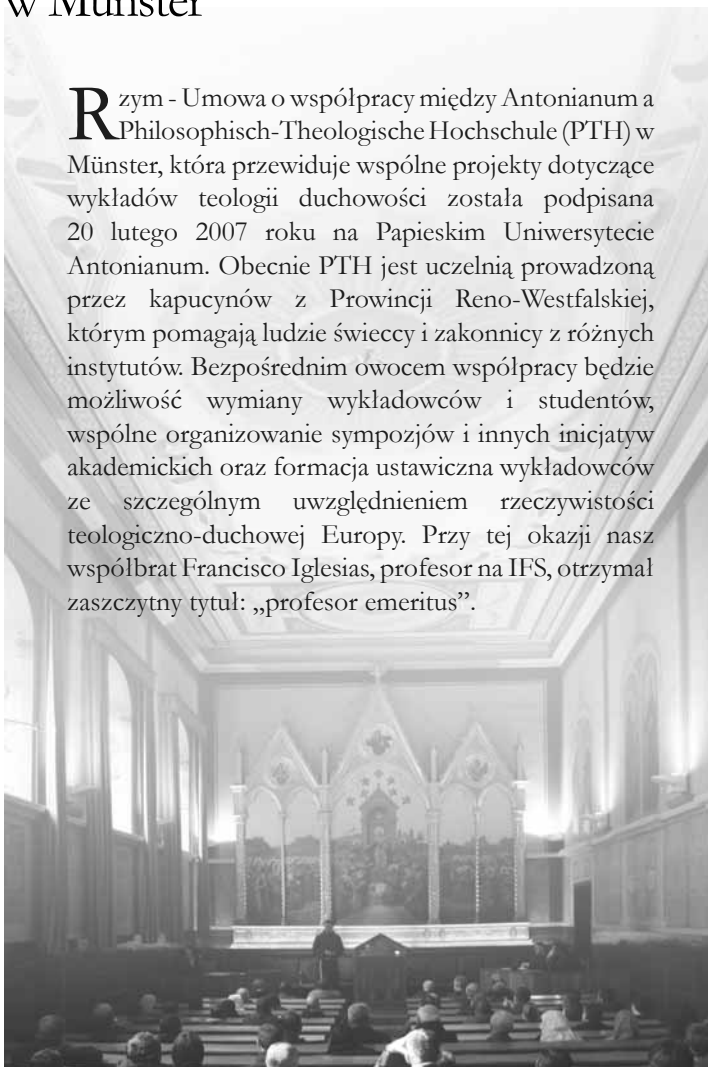 w Münster
Rzym - Umowa o współpracy między Antonianum a
Philosophisch-Theologische Hochschule (PTH) w
Münster, która przewiduje wspólne projekty dotyczące
wykładów teologii duchowości została podpisana
20 lutego 2007 roku na Papieskim Uniwersytecie
Antonianum. Obecnie PTH jest uczelnią prowadzoną
przez kapucynów z Prowincji Reno-Westfalskiej,
którym pomagają ludzie świeccy i zakonnicy z różnych
instytutów. Bezpośrednim owocem współpracy będzie
możliwość wymiany wykładowców i studentów,
wspólne organizowanie sympozjów i innych inicjatyw
akademickich oraz formacja ustawiczna wykładowców
ze szczególnym uwzględnieniem rzeczywistości
teologiczno-duchowej Europy. Przy tej okazji nasz
współbrat Francisco Iglesias, profesor na IFS, otrzymał
zaszczytny tytuł: „profesor emeritus”.